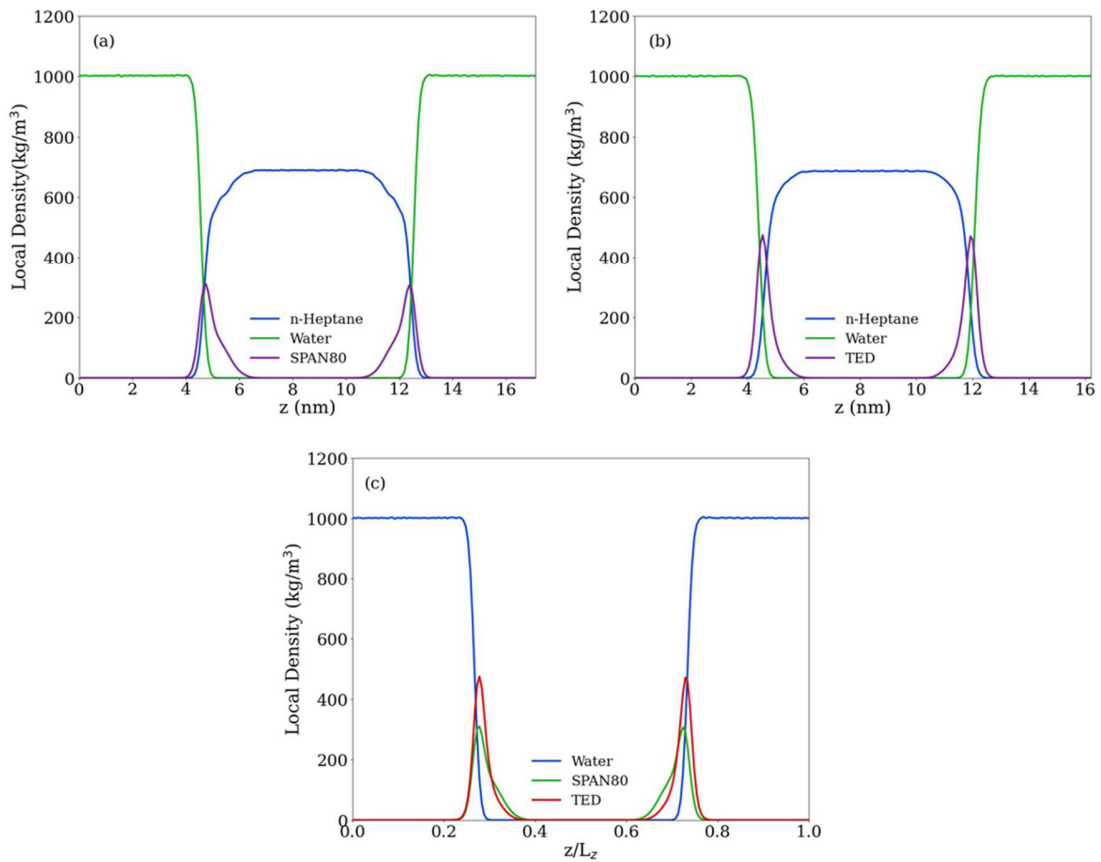 (a)
1200
1000
800
600
400
200
0
Local Density(kg/m³)
n-Heptane
Water
SPAN80
0 2 4 6 8 10 12 14 16
z (nm)
(b)
1200
1000
800
600
400
200
0
Local Density (kg/m³)
n-Heptane
Water
TED
0 2 4 6 8 10 12 14 16
z (nm)
(c)
1200
1000
800
600
400
200
0
Local Density (kg/m³)
Water
SPAN80
TED
0.0 0.2 0.4 0.6 0.8 1.0
z/L_z